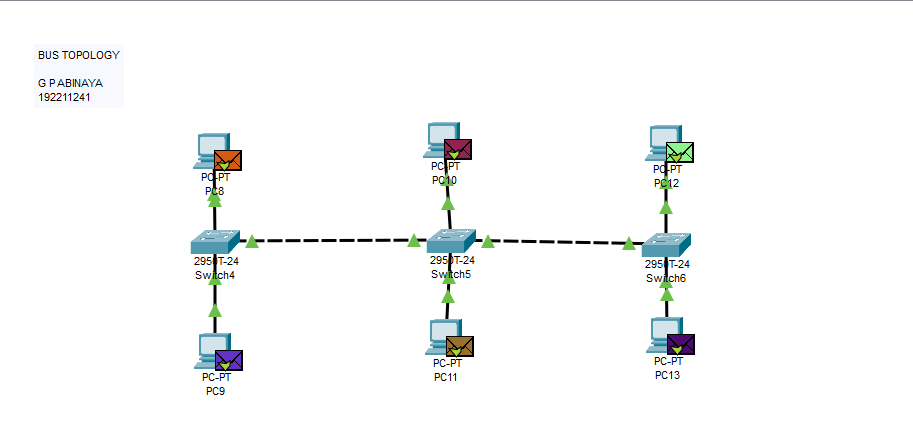 BUS TOPOLOGY
G P ABINAYA
192211241
PC-PT
PC8
PC-PT
PC10
PC-PT
PC12
2950T-24
Switch4
2950T-24
Switch5
2950T-24
Switch6
PC-PT
PC9
PC-PT
PC11
PC-PT
PC13